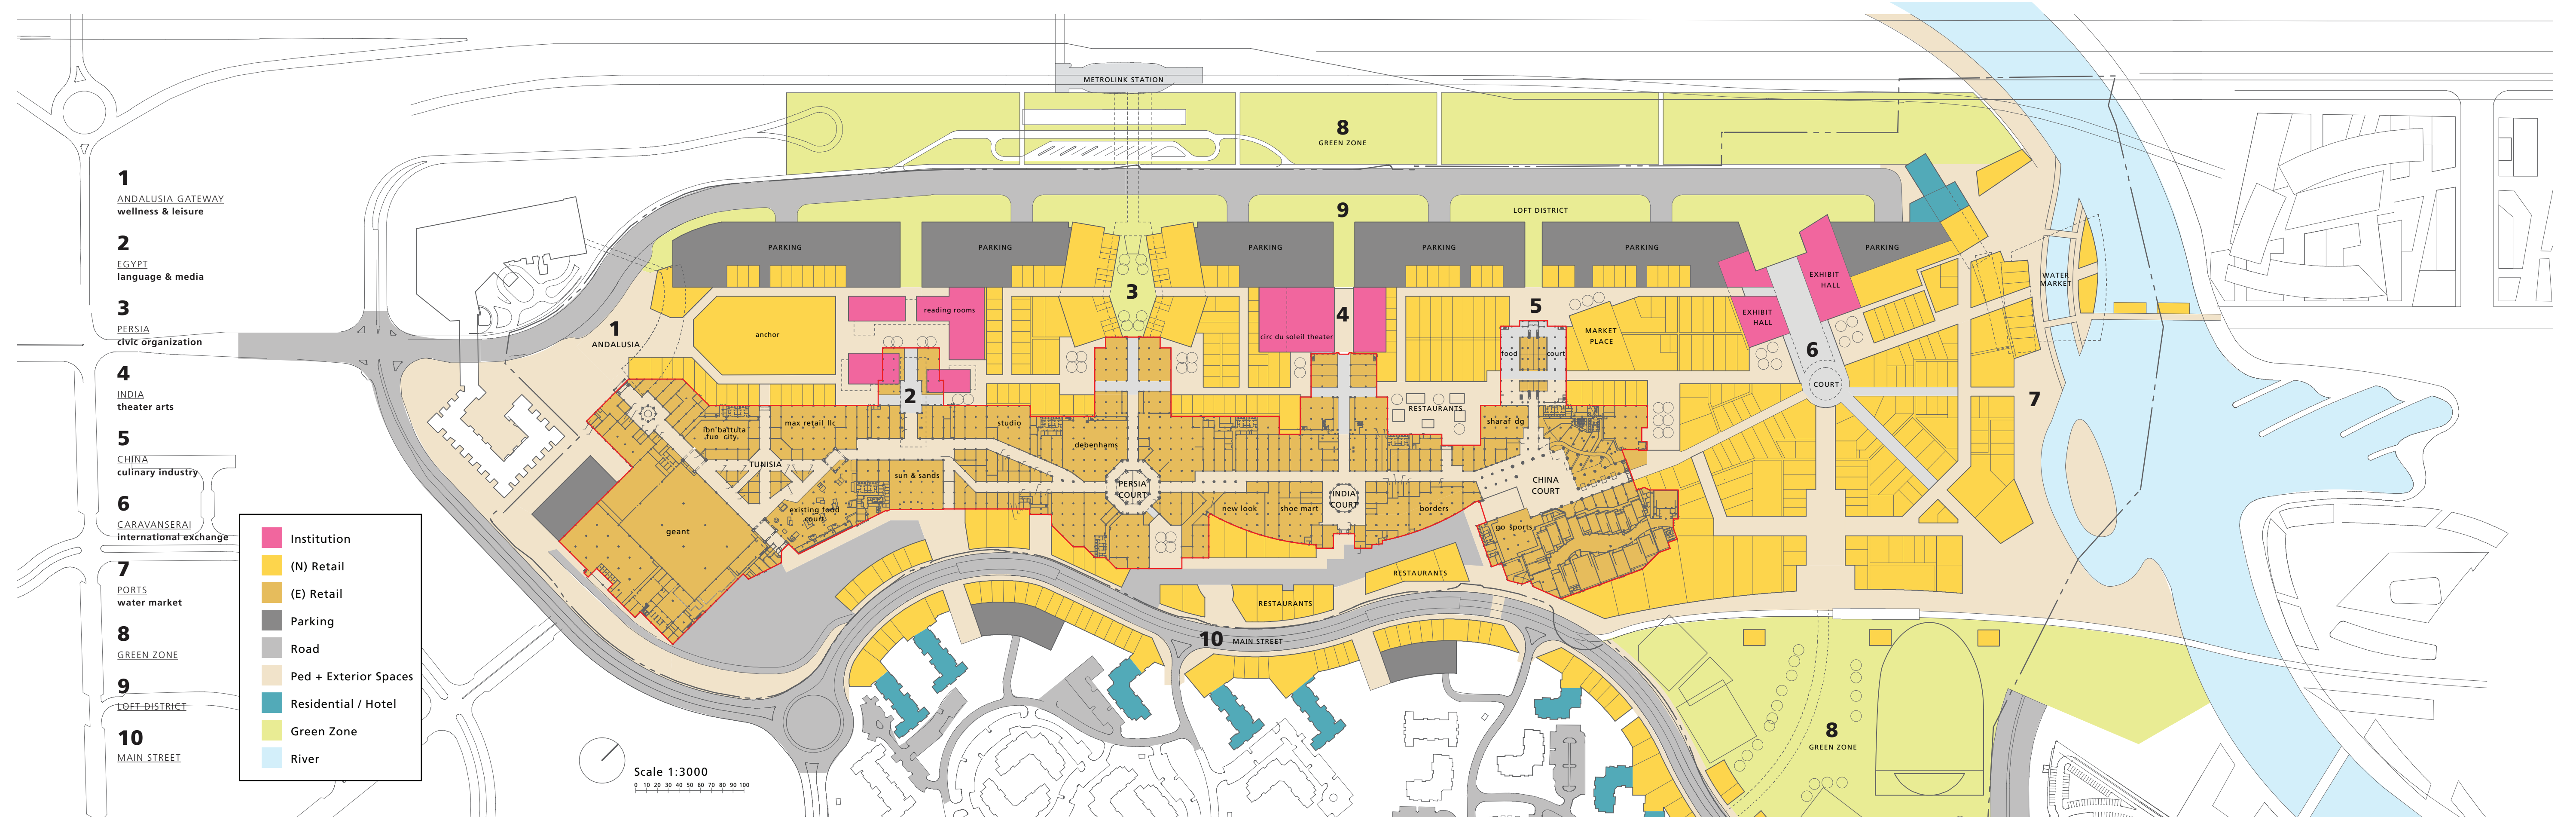 METROLINK STATION
8
GREEN ZONE
1
ANDALUSIA GATEWAY
wellness & leisure
2
EGYPT
language & media
3
PERSIA
civic organization
4
INDIA
theater arts
5
CHINA
culinary industry
6
CARAVANSERAI
international exchange
7
PORTS
water market
8
GREEN ZONE
9
LOFT DISTRICT
10
MAIN STREET
Institution
(N) Retail
(E) Retail
Parking
Road
Ped + Exterior Spaces
Residential / Hotel
Green Zone
River
9
LOFT DISTRICT
PARKING
PARKING
PARKING
PARKING
PARKING
PARKING
EXHIBIT
HALL
WATER
MARKET
3
reading rooms
5
4
EXHIBIT
HALL
1
ANDALUSIA
anchor
circ du soleil theater
MARKET
PLACE
6
food court
COURT
2
7
RESTAURANTS
ibn battuta
fun city
max retail llc
studio
sharaf dg
debenhams
TUNISIA
sun & sands
PERSIA
COURT
INDIA
COURT
CHINA
COURT
existing food
court
new look
shoe mart
borders
geant
go sports
RESTAURANTS
RESTAURANTS
10
MAIN STREET
8
GREEN ZONE
Scale 1:3000
0 10 20 30 40 50 60 70 80 90 100